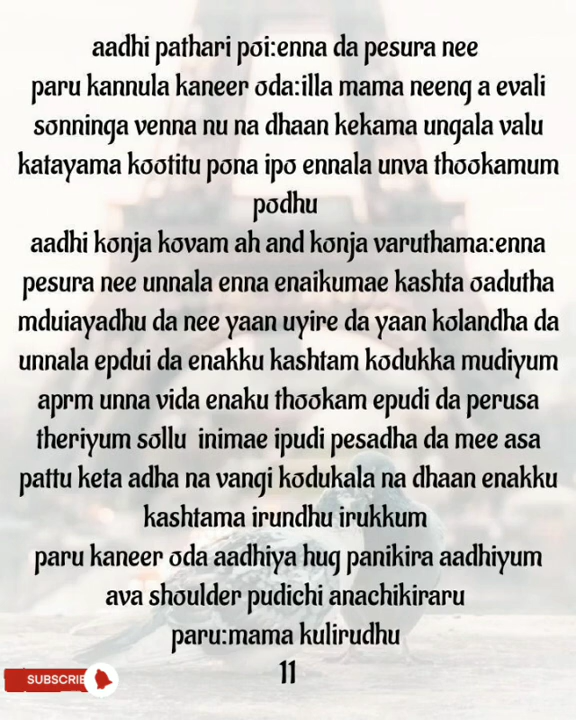 aadhi pathari poi:enna da pesura nee
paru kannula kaneer oda:illa mama neeng a evali
sonninga venna nu na dhaan kekama ungala valu
katayama kootitu pona ipo ennala unva thookamum
podhu
aadhi konja kovam ah and konja varuthama:enna
pesura nee unnala enna enaikumae kashta oadutha
mduiayadhu da nee yaan uyire da yaan kolandha da
unnala epdui da enakku kashtam kodukka mudiyum
aprm unna vida enaku thookam epudi da perusa
theriyum sollu inimae ipudi pesadha da mee asa
pattu keta adha na vangi kodukala na dhaan enakku
kashtama irundhu irukkum
paru kaneer oda aadhiya hug panikira aadhiyum
ava shoulder pudichi anachikiraru
paru:mama kulirudhu
11
SUBSCRIBE